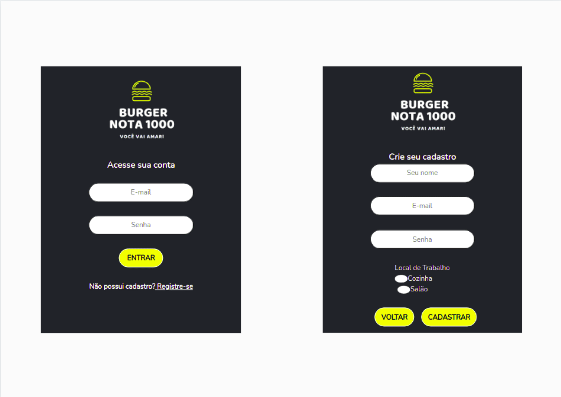 BURGER
NOTA 1000
VOCÊ VAI AMAR!
Acesse sua conta
E-mail
Senha
ENTRAR
Não possui cadastro? Registre-se
BURGER
NOTA 1000
VOCÊ VAI AMAR!
Crie seu cadastro
Seu nome
E-mail
Senha
Local de Trabalho
Cozinha
Salão
VOLTAR CADASTRAR